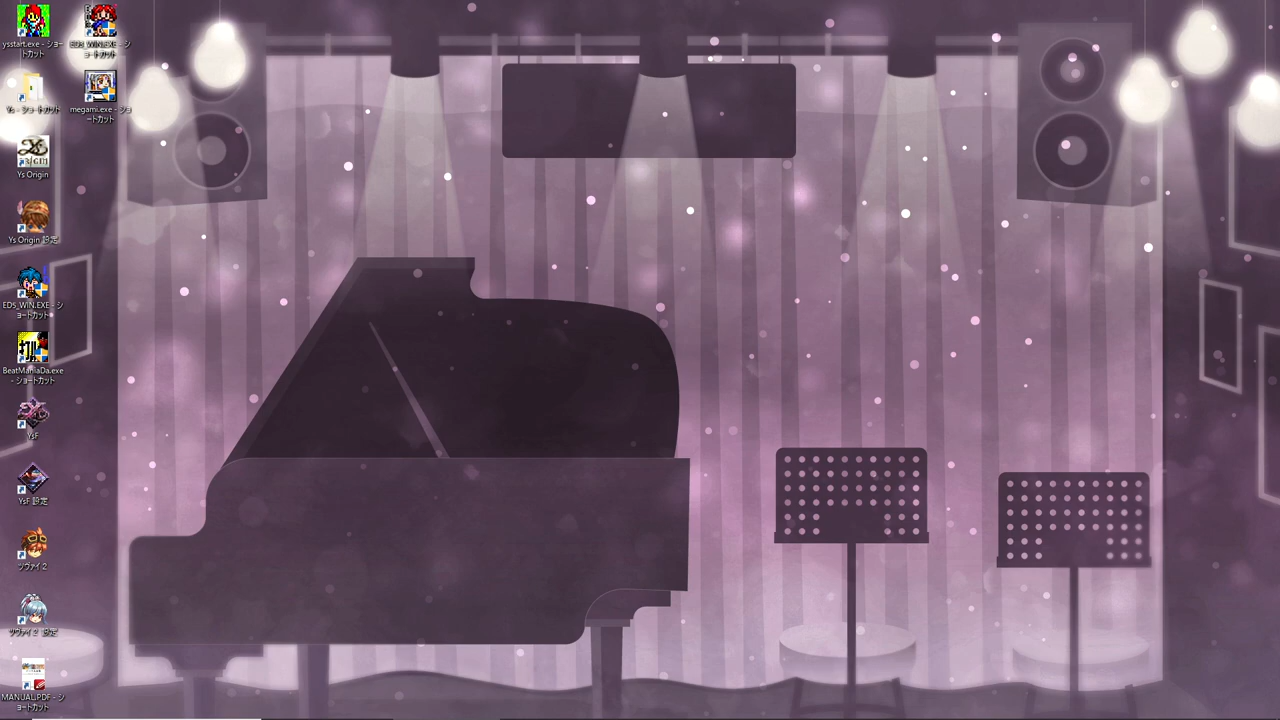 ysstart.exe - ショー
トカット
Ys - ショートカット
Ys Origin
Ys Origin 設定
ED5_WIN.EXE - シ
ョートカット
BeatManiaDa.exe
- ショートカット
YsF
YsF 設定
ツヴァイ2
ツヴァイ2 設定
MANUAL.PDF - シ
ョートカット
ED3_WIN.EXE - シ
ョートカット
megami.exe - ショ
ートカット